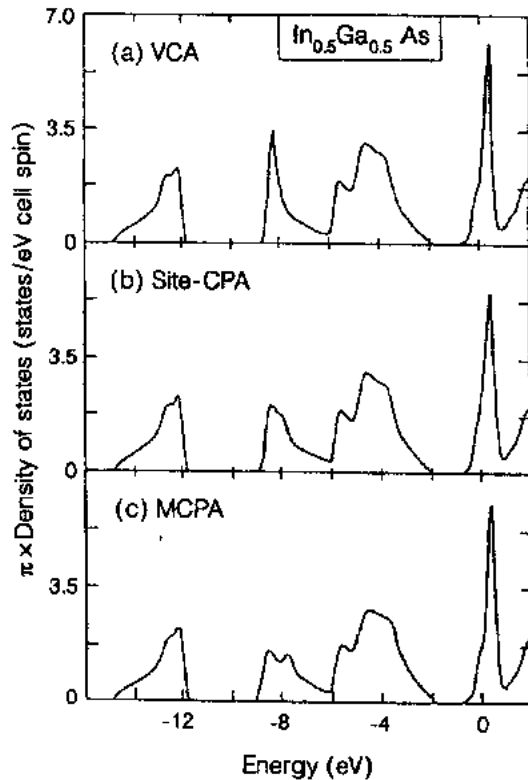 In0.5Ga0.5 As
π×Density of states (states/eV cell spin)
7.0
(a) VCA
3.5
0
(b) Site-CPA
3.5
0
(c) MCPA
3.5
0
-12
-8
-4
0
Energy (eV)